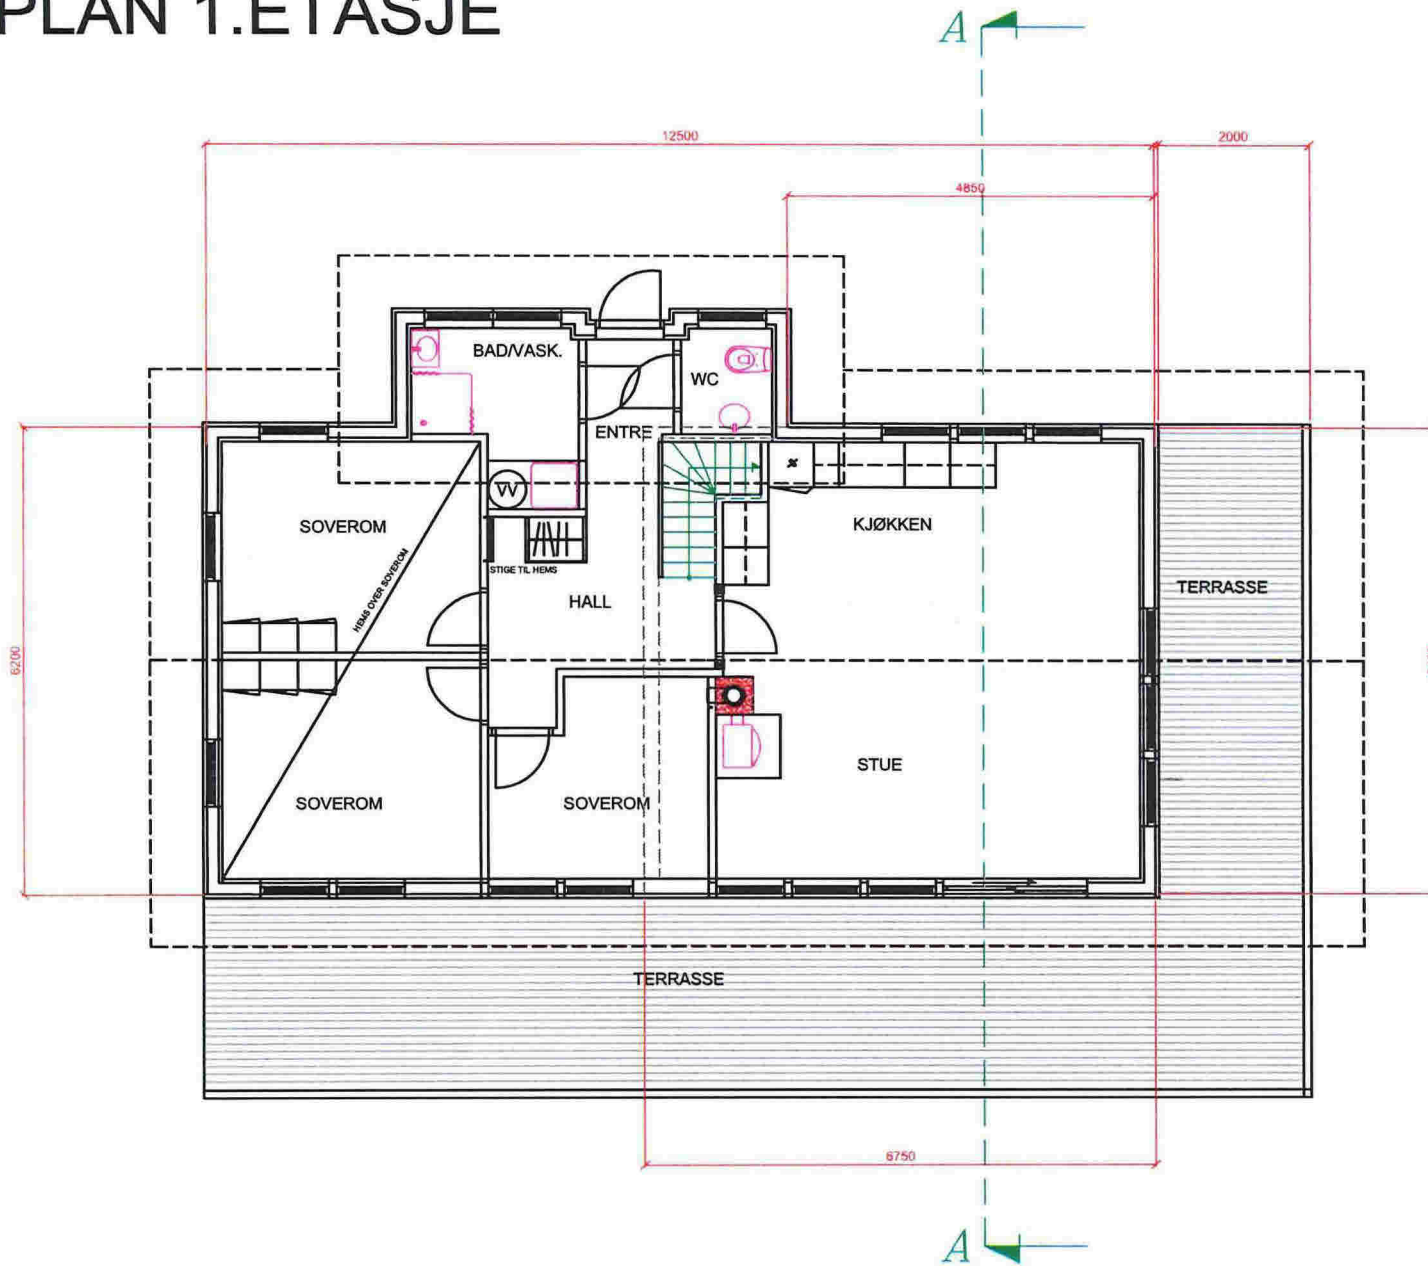 PLAN 1.ETASJE
A
12500
2000
4850
BAD/VASK.
WC
ENTRE
VV
SOVEROM
KJØKKEN
HEMS OVER SOVEROM
STIGE TIL HEMS
TERRASSE
HALL
6200
STUE
SOVEROM
SOVEROM
TERRASSE
6750
A